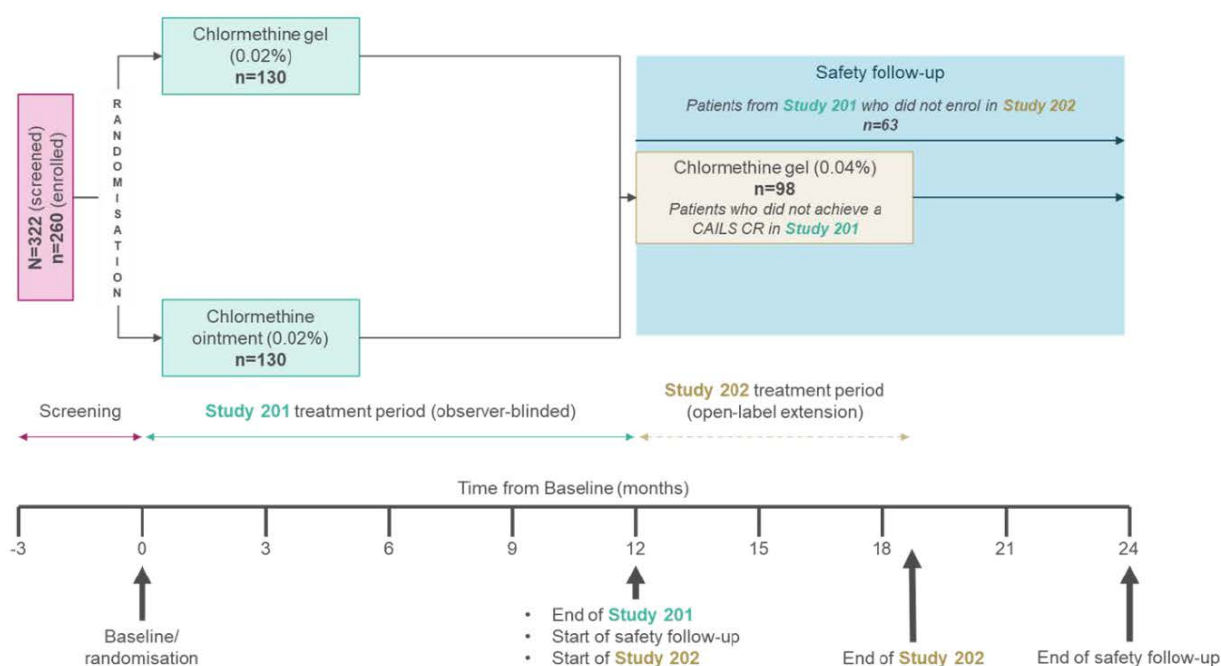 Chlormethine gel
(0.02%)
n=130
N=322 (screened)
n=260 (enrolled)
RANDOMISATION
Chlormethine
ointment (0.02%)
n=130
Safety follow-up
Patients from Study 201 who did not enrol in Study 202
n=63
Chlormethine gel (0.04%)
n=98
Patients who did not achieve a
CAILS CR in Study 201
Screening
Study 201 treatment period (observer-blinded)
Study 202 treatment period
(open-label extension)
Time from Baseline (months)
-3 0 3 6 9 12 15 18 21 24
Baseline/
randomisation
• End of Study 201
• Start of safety follow-up
• Start of Study 202
End of Study 202
End of safety follow-up